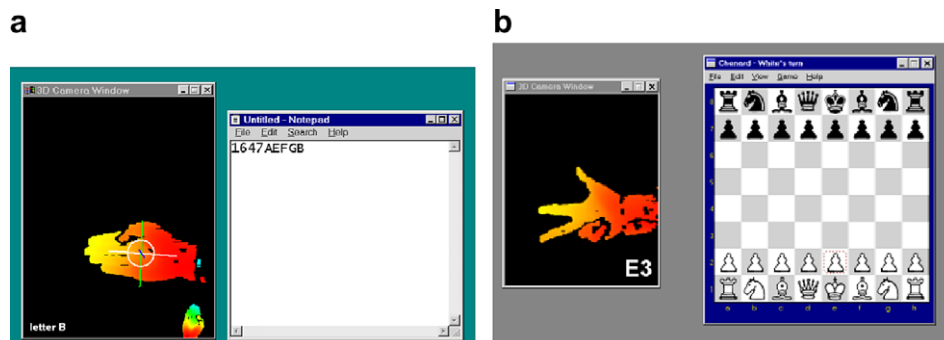 a
b
3D Camera Window
Untitled - Notepad
File Edit Search Help
1647AEFGB
letter B
3D Camera Window
E3
Chenard - White's turn
File Edit View Game Help
8
7
6
5
4
3
2
1
a b c d e f g h